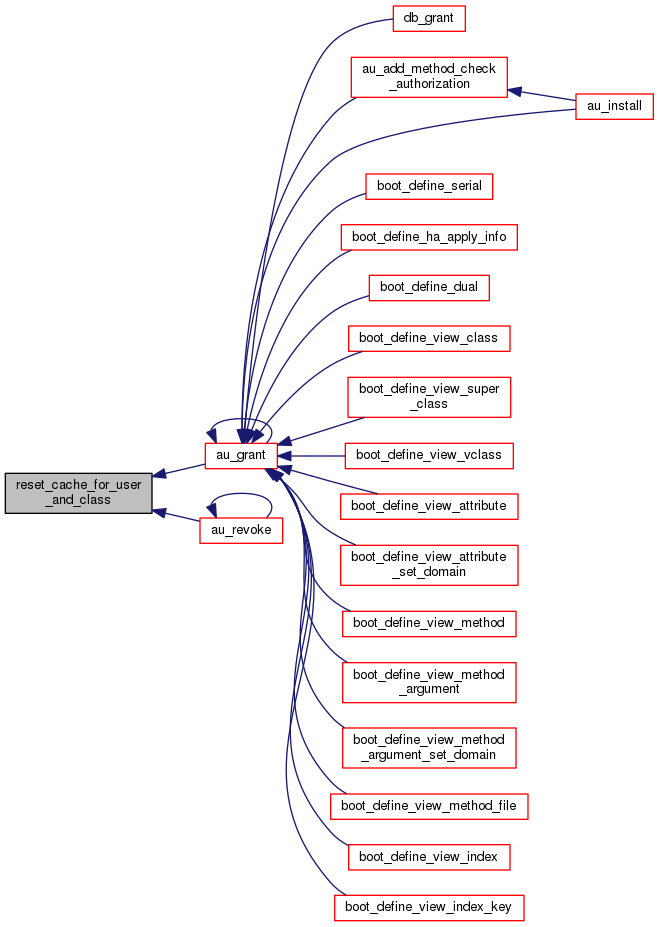 db_grant
au_add_method_check
_authorization
au_install
boot_define_serial
boot_define_ha_apply_info
boot_define_dual
boot_define_view_class
boot_define_view_super
_class
au_grant
boot_define_view_vclass
reset_cache_for_user
_and_class
boot_define_view_attribute
au_revoke
boot_define_view_attribute
_set_domain
boot_define_view_method
boot_define_view_method
_argument
boot_define_view_method
_argument_set_domain
boot_define_view_method_file
boot_define_view_index
boot_define_view_index_key